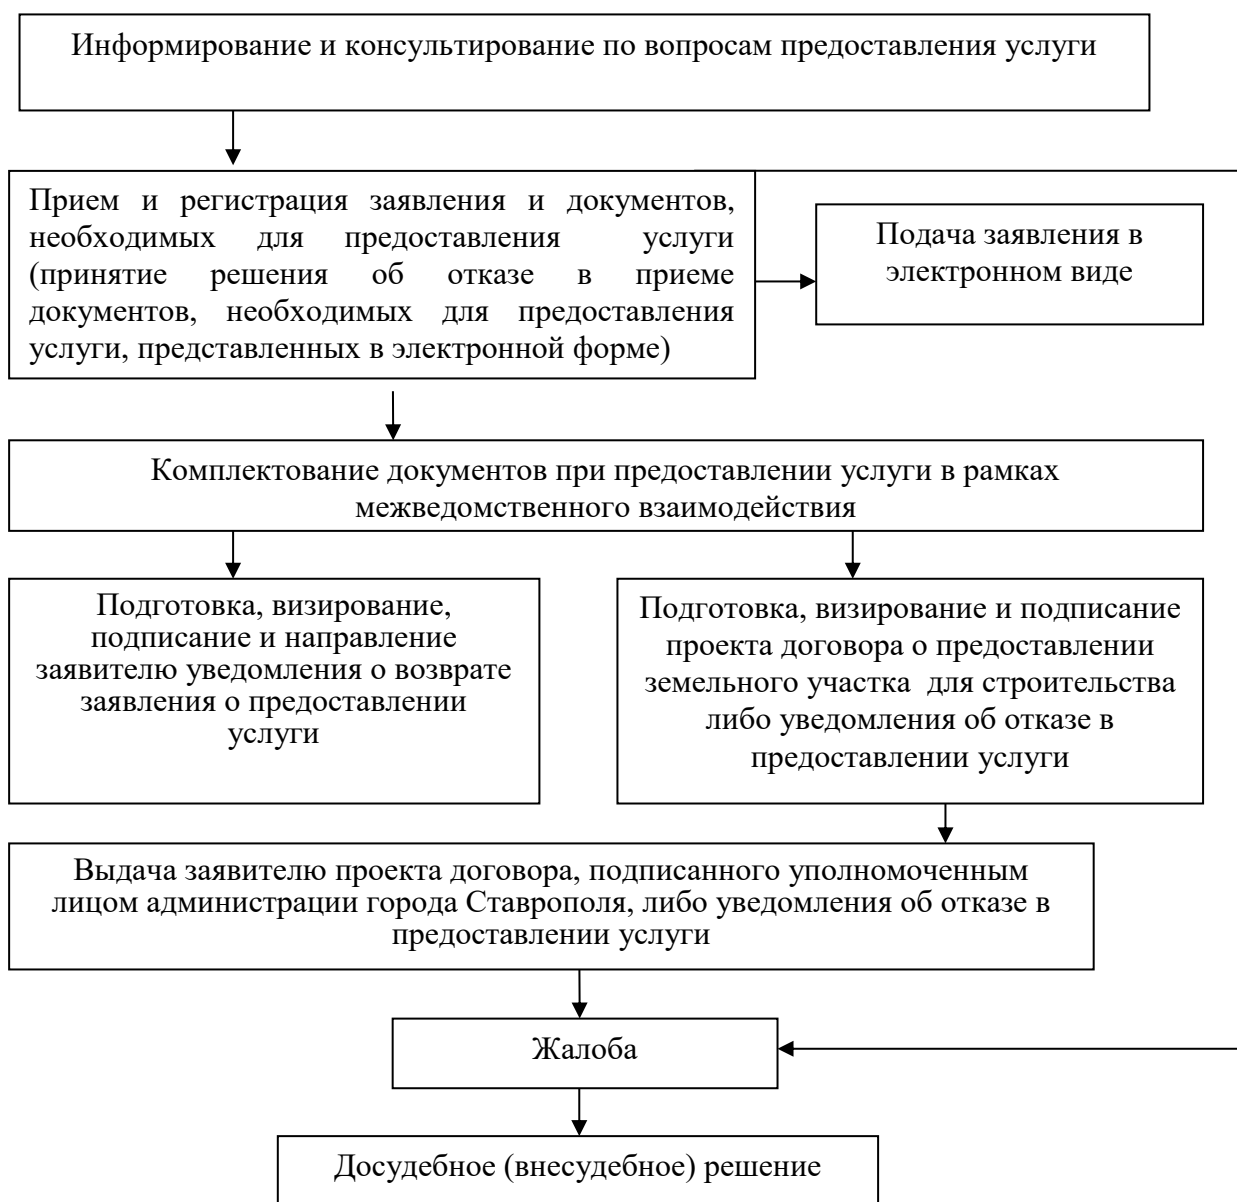 Информирование и консультирование по вопросам предоставления услуги
Прием и регистрация заявления и документов,
необходимых для предоставления услуги
(принятие решения об отказе в приеме
документов, необходимых для предоставления
услуги, представленных в электронной форме)
Подача заявления в
электронном виде
Комплектование документов при предоставлении услуги в рамках
межведомственного взаимодействия
Подготовка, визирование,
подписание и направление
заявителю уведомления о возврате
заявления о предоставлении
услуги
Подготовка, визирование и подписание
проекта договора о предоставлении
земельного участка для строительства
либо уведомления об отказе в
предоставлении услуги
Выдача заявителю проекта договора, подписанного уполномоченным
лицом администрации города Ставрополя, либо уведомления об отказе в
предоставлении услуги
Жалоба
Досудебное (внесудебное) решение